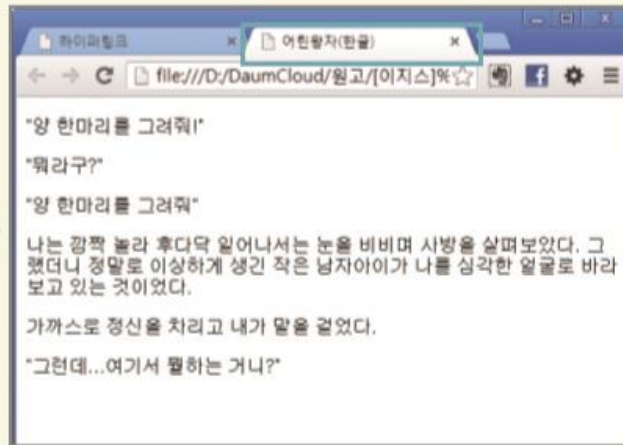 하이퍼링크
어린왕자(한글)
file:///D:/DaumCloud/원고/[이지스]%
"양 한마리를 그려줘!"
"뭐라구?"
"양 한마리를 그려줘"
나는 깜짝 놀라 후다닥 일어나서는 눈을 비비며 사방을 살펴보았다. 그
랬더니 정말로 이상하게 생긴 작은 남자아이가 나를 심각한 얼굴로 바라
보고 있는 것이었다.
가까스로 정신을 차리고 내가 말을 걸었다.
"그런데...여기서 뭘하는 거니?"